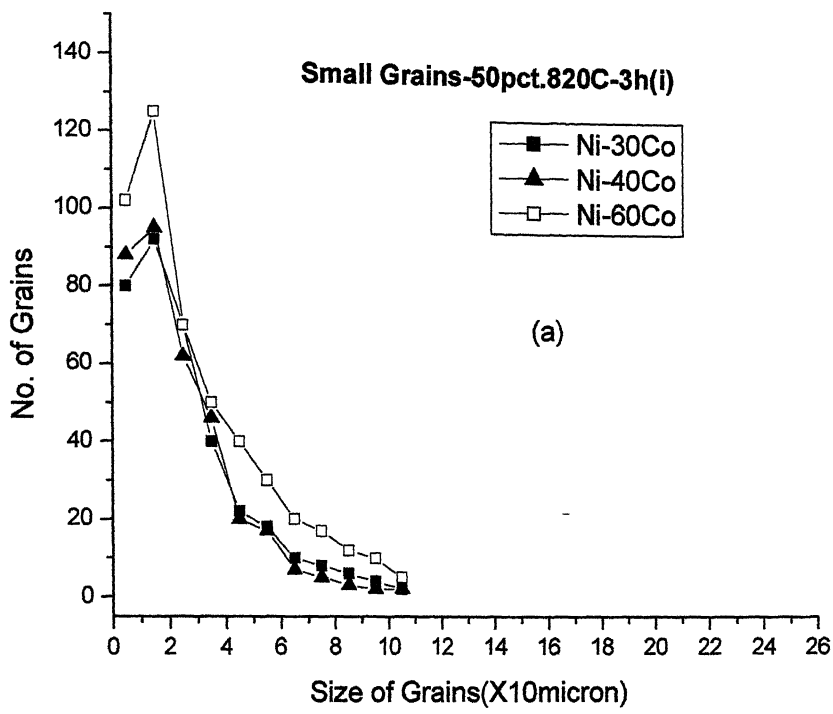 Small Grains-50pct.820C-3h(i)
Ni-30Co
Ni-40Co
Ni-60Co
(a)
No. of Grains
140
120
100
80
60
40
20
0
0 2 4 6 8 10 12 14 16 18 20 22 24 26
Size of Grains(X10micron)